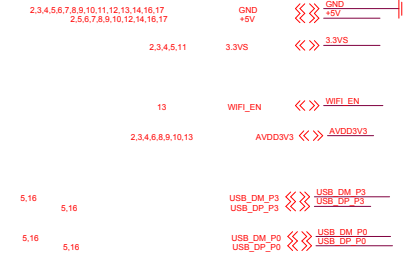 2,3,4,5,6,7,8,9,10,11,12,13,14,16,17 GND GND
2,5,6,7,8,9,10,12,14,16,17 +5V +5V
2,3,4,5,11 3.3VS 3.3VS
13 WIFI_EN WIFI_EN
2,3,4,6,8,9,10,13 AVDD3V3 AVDD3V3
5,16 USB_DM_P3 USB_DM_P3
5,16 USB_DP_P3 USB_DP_P3
5,16 USB_DM_P0 USB_DM_P0
5,16 USB_DP_P0 USB_DP_P0